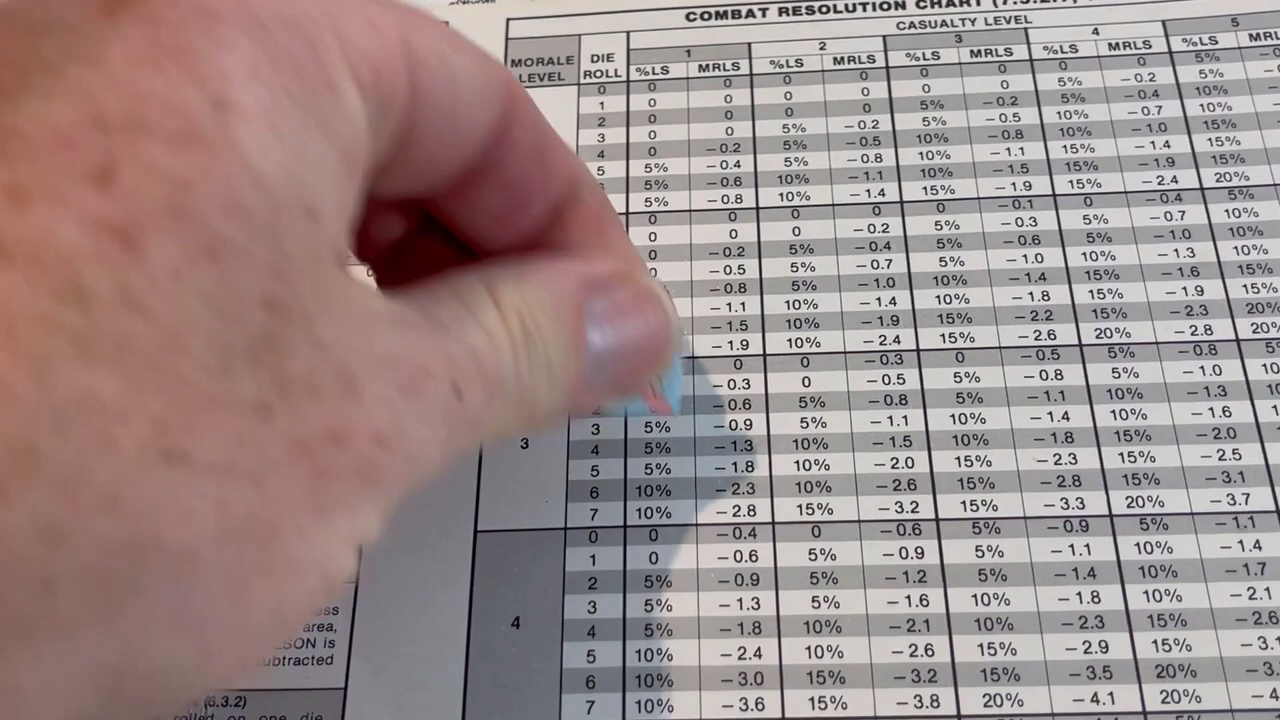 COMBAT RESOLUTION CHART
CASUALTY LEVEL
MORALE LEVEL DIE ROLL 1 2 3 4 5
%LS MRLS %LS MRLS %LS MRLS %LS MRLS %LS
0 0 0 0 0 0 0 0 0 5%
1 0 0 0 0 0 0 5% –0.2 5%
2 0 0 0 0 5% –0.2 5% –0.4 10%
3 0 0 5% –0.2 5% –0.5 10% –0.7 10%
4 0 –0.2 5% –0.5 10% –0.8 10% –1.0 15%
5 5% –0.4 5% –0.8 10% –1.1 15% –1.4 15%
5% –0.6 10% –1.1 10% –1.5 15% –1.9 15%
5% –0.8 10% –1.4 15% –1.9 15% –2.4 20%
0 0 0 0 0 –0.1 0 –0.4 5%
0 0 0 –0.2 5% –0.3 5% –0.7 10%
0 –0.2 5% –0.4 5% –0.6 5% –1.0 10%
0 –0.5 5% –0.7 5% –1.0 10% –1.3 10%
–0.8 5% –1.0 10% –1.4 15% –1.6 15%
–1.1 10% –1.4 10% –1.8 15% –1.9 15%
–1.5 10% –1.9 15% –2.2 15% –2.3 20%
–1.9 10% –2.4 15% –2.6 20% –2.8 20%
0 0 –0.3 0 –0.5 5% –0.8
–0.3 0 –0.5 5% –0.8 5% –1.0
–0.6 5% –0.8 5% –1.1 10% –1.3
3 5% –0.9 5% –1.1 10% –1.4 10% –1.6
3
4 5% –1.3 10% –1.5 10% –1.8 15% –2.0
5 5% –1.8 10% –2.0 15% –2.3 15% –2.5
6 10% –2.3 10% –2.6 15% –2.8 15% –3.1
7 10% –2.8 15% –3.2 15% –3.3 20% –3.7
0 0 –0.4 0 –0.6 5% –0.9 5% –1.1
1 0 –0.6 5% –0.9 5% –1.1 10% –1.4
2 5% –0.9 5% –1.2 5% –1.4 10% –1.7
3 5% –1.3 5% –1.6 10% –1.8 10% –2.1
4
4 5% –1.8 10% –2.1 10% –2.3 15% –2.6
5 10% –2.4 10% –2.6 15% –2.9 15%
6 10% –3.0 15% –3.2 15% –3.5 20%
7 10% –3.6 15% –3.8 20% –4.1 20%
area,
SON is
(6.3.2)
rolled on one die